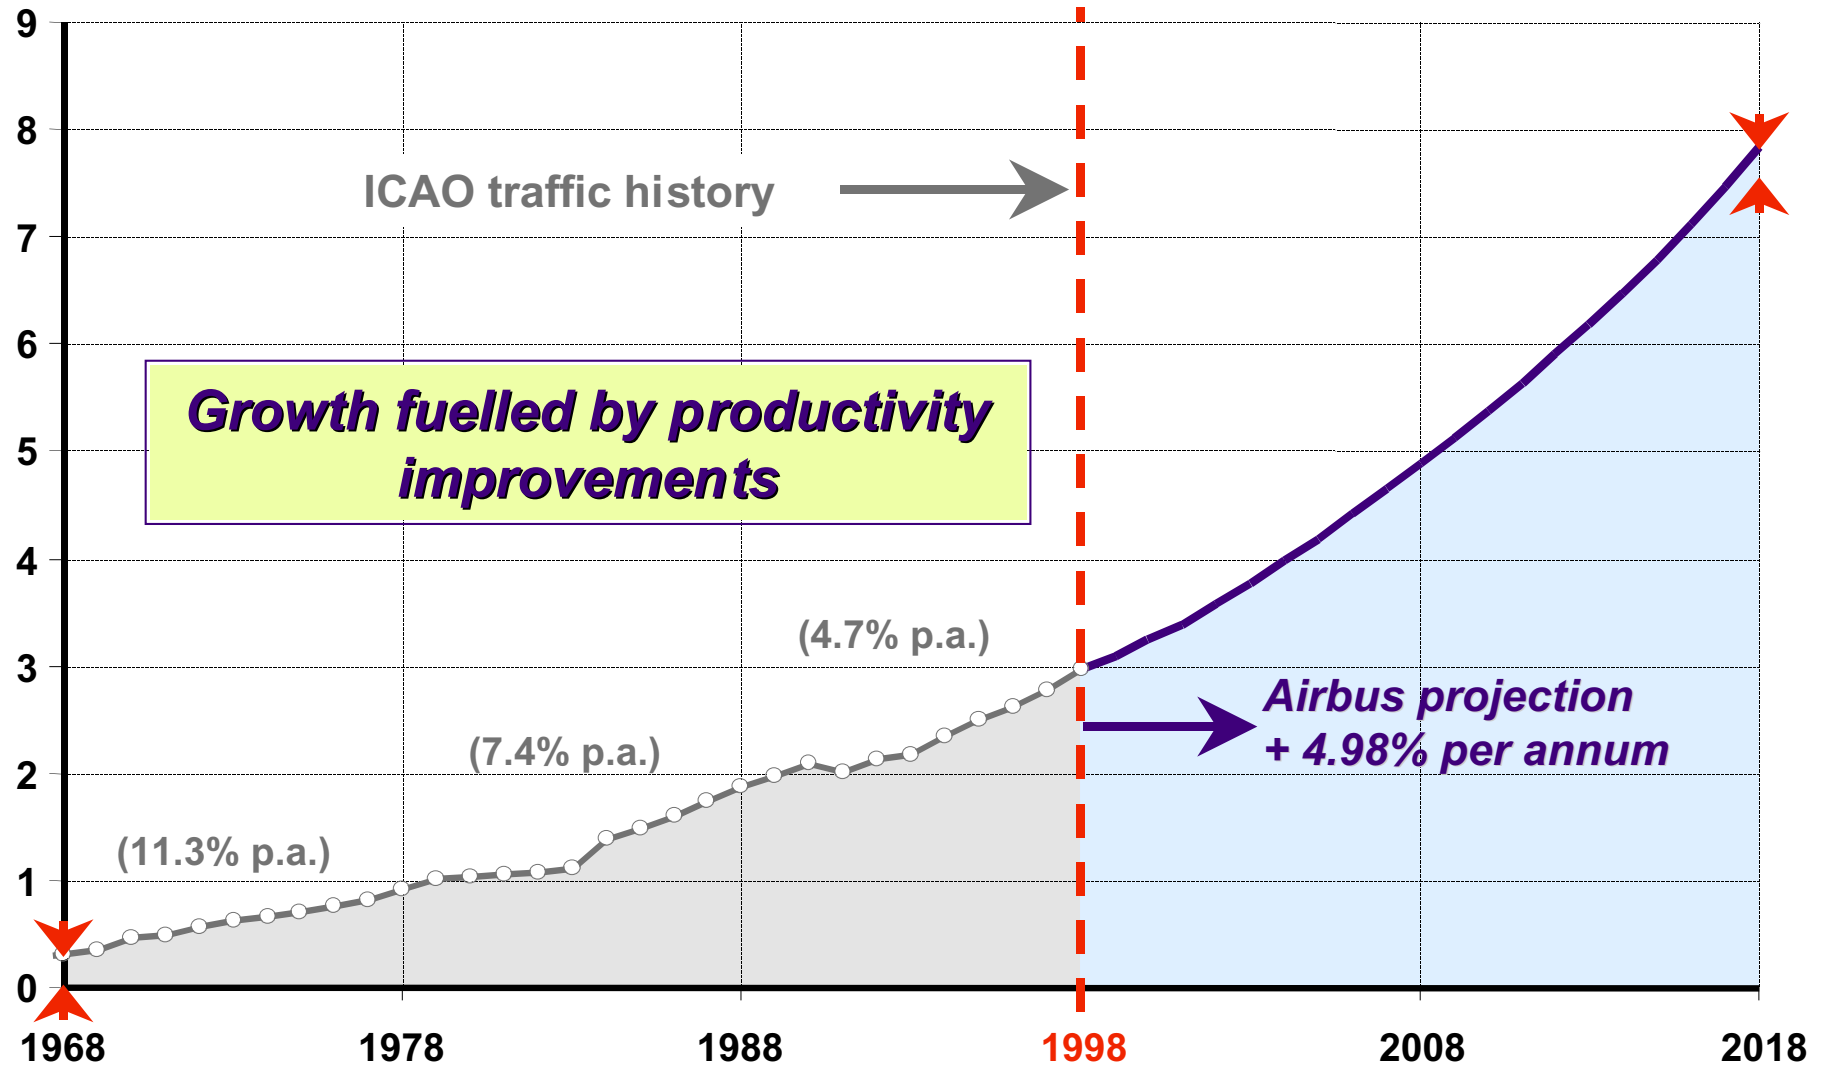 9
8
ICAO traffic history
7
6
Growth fuelled by productivity
improvements
5
4
(4.7% p.a.)
3
Airbus projection
+ 4.98% per annum
(7.4% p.a.)
2
(11.3% p.a.)
1
0
1968 1978 1988 1998 2008 2018